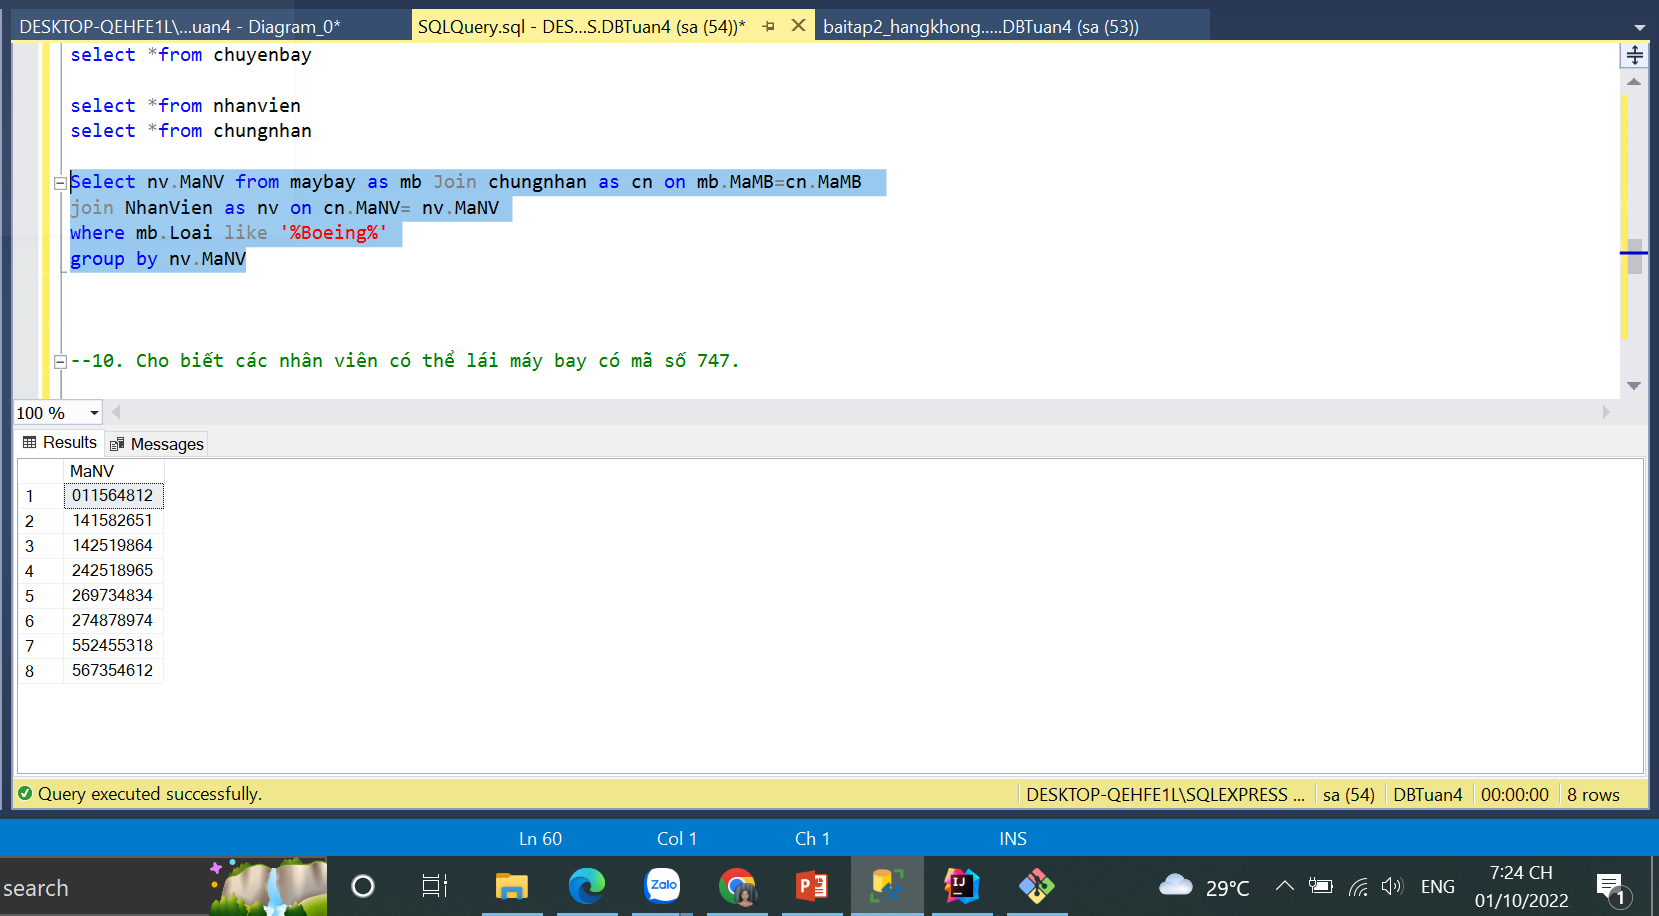 DESKTOP-QEHFE1L\...uan4 - Diagram_0*
SQLQuery.sql - DES...S.DBTuan4 (sa (54))*
baitap2_hangkhong.....DBTuan4 (sa (53))
select *from chuyenbay
select *from nhanvien
select *from chungnhan
Select nv.MaNV from maybay as mb Join chungnhan as cn on mb.MaMB=cn.MaMB
join NhanVien as nv on cn.MaNV= nv.MaNV
where mb.Loai like '%Boeing%'
group by nv.MaNV
--10. Cho biết các nhân viên có thể lái máy bay có mã số 747.
100 %
Results
Messages
MaNV
1 011564812
2 141582651
3 142519864
4 242518965
5 269734834
6 274878974
7 552455318
8 567354612
Query executed successfully.
DESKTOP-QEHFE1L\SQLEXPRESS ...
sa (54)
DBTuan4
00:00:00
8 rows
Ln 60
Col 1
Ch 1
INS
search
Zalo
P
IJ
29°C
ENG
7:24 CH
01/10/2022
1